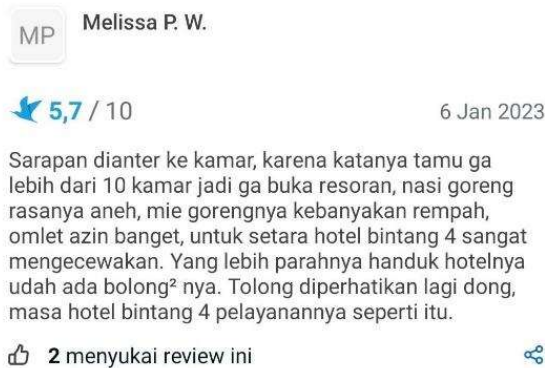 MP
Melissa P. W.
5,7 / 10
6 Jan 2023
Sarapan dianter ke kamar, karena katanya tamu ga
lebih dari 10 kamar jadi ga buka resoran, nasi goreng
rasanya aneh, mie gorengnya kebanyakan rempah,
omlet azin banget, untuk setara hotel bintang 4 sangat
mengecewakan. Yang lebih parahnya handuk hotelnya
udah ada bolong² nya. Tolong diperhatikan lagi dong,
masa hotel bintang 4 pelayanannya seperti itu.
2 menyukai review ini